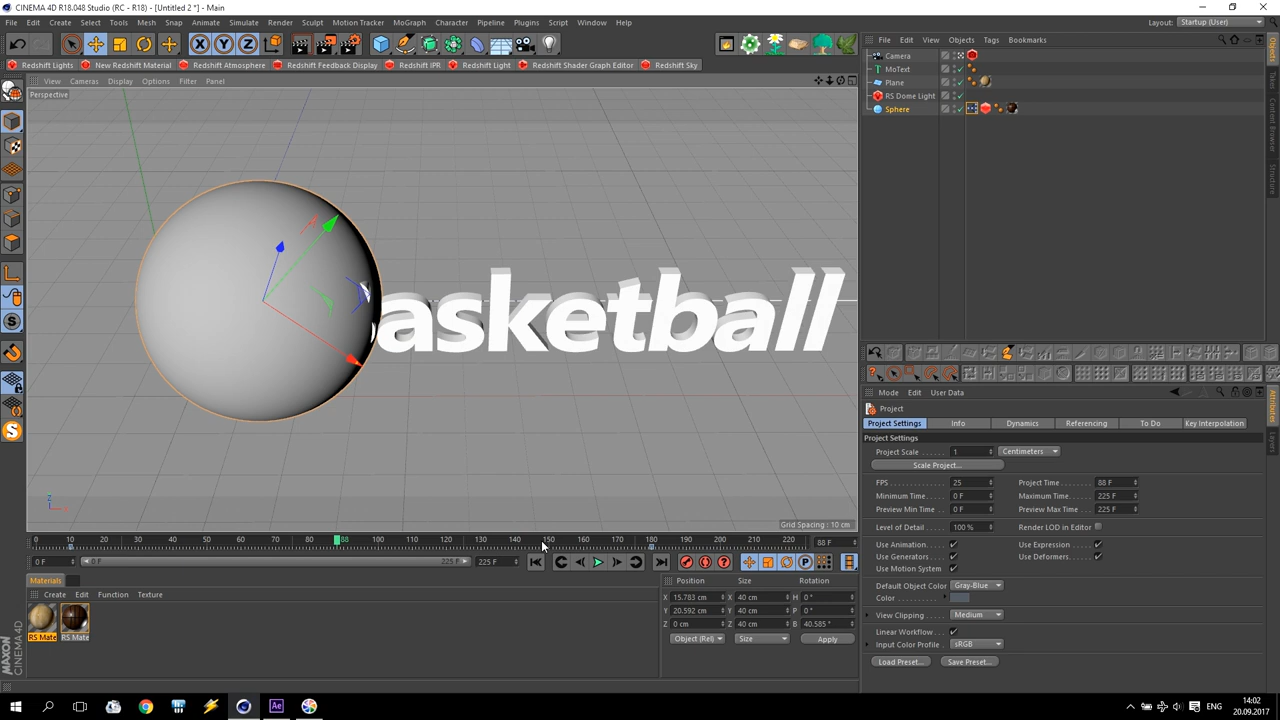 CINEMA 4D R18.048 Studio (RC - R18) - [Untitled 2 *] - Main
File Edit Create Select Tools Mesh Snap Animate Simulate Render Sculpt Motion Tracker MoGraph Character Pipeline Plugins Script Window Help
Layout: Startup (User)
File Edit View Objects Tags Bookmarks
X Y Z
Redshift Lights New Redshift Material Redshift Atmosphere Redshift Feedback Display Redshift IPR Redshift Light Redshift Shader Graph Editor Redshift Sky
View Cameras Display Options Filter Panel
Perspective
Camera
MoText
Plane
RS Dome Light
Sphere
Objects
Takes
Content Browser
Structure
asketball
Grid Spacing : 10 cm
Mode Edit User Data
Project
Project Settings Info Dynamics Referencing To Do Key Interpolation
Project Settings
Project Scale . . . . . . 1 Centimeters
Scale Project...
FPS 25 Project Time 88 F
Minimum Time 0 F Maximum Time 225 F
Preview Min Time 0 F Preview Max Time 225 F
Level of Detail 100 % Render LOD in Editor
Use Animation Use Expression
Use Generators Use Deformers
Use Motion System
Default Object Color Gray-Blue
Color
View Clipping Medium
Linear Workflow
Input Color Profile sRGB
Load Preset... Save Preset...
Attributes
Layers
0 10 20 30 40 50 60 70 80 88 100 110 120 130 140 150 160 170 180 190 200 210 220 88 F
0 F 0 F 225 F 225 F
Materials
Create Edit Function Texture
RS Mate RS Mate
Position Size Rotation
X 15.783 cm X 40 cm H 0 °
Y 20.592 cm Y 40 cm P 0 °
Z 0 cm Z 40 cm B 40.585 °
Object (Rel) Size Apply
MAXON CINEMA 4D
Ae
ENG
14:02
20.09.2017